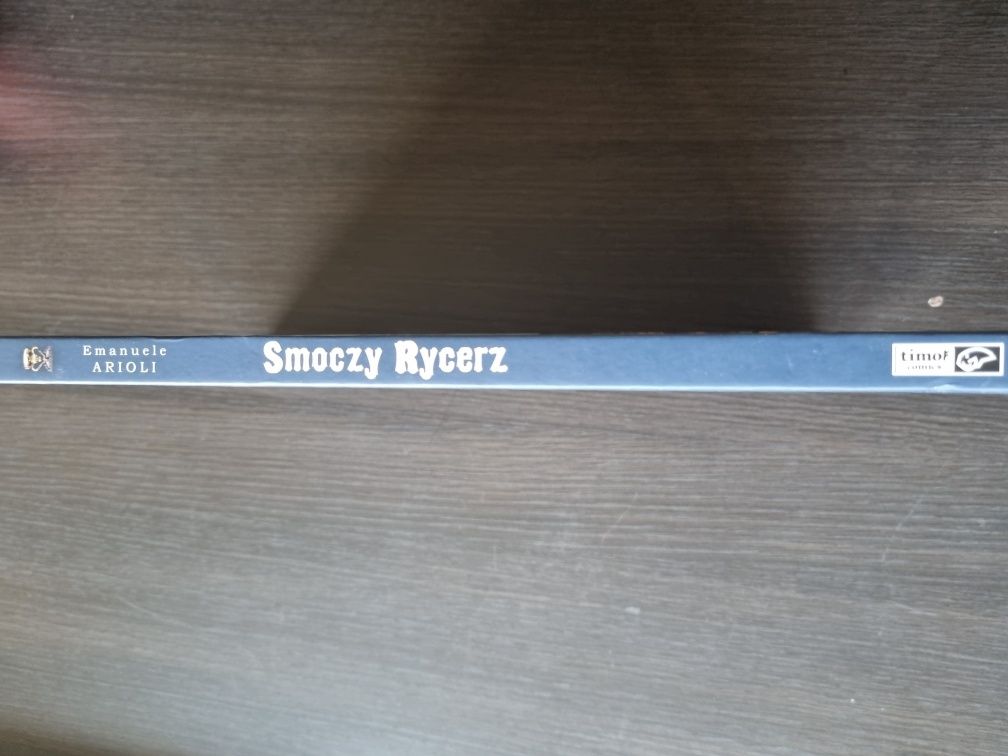 Emanuele
ARIOLI
Smoczy Rycerz
timof
comics